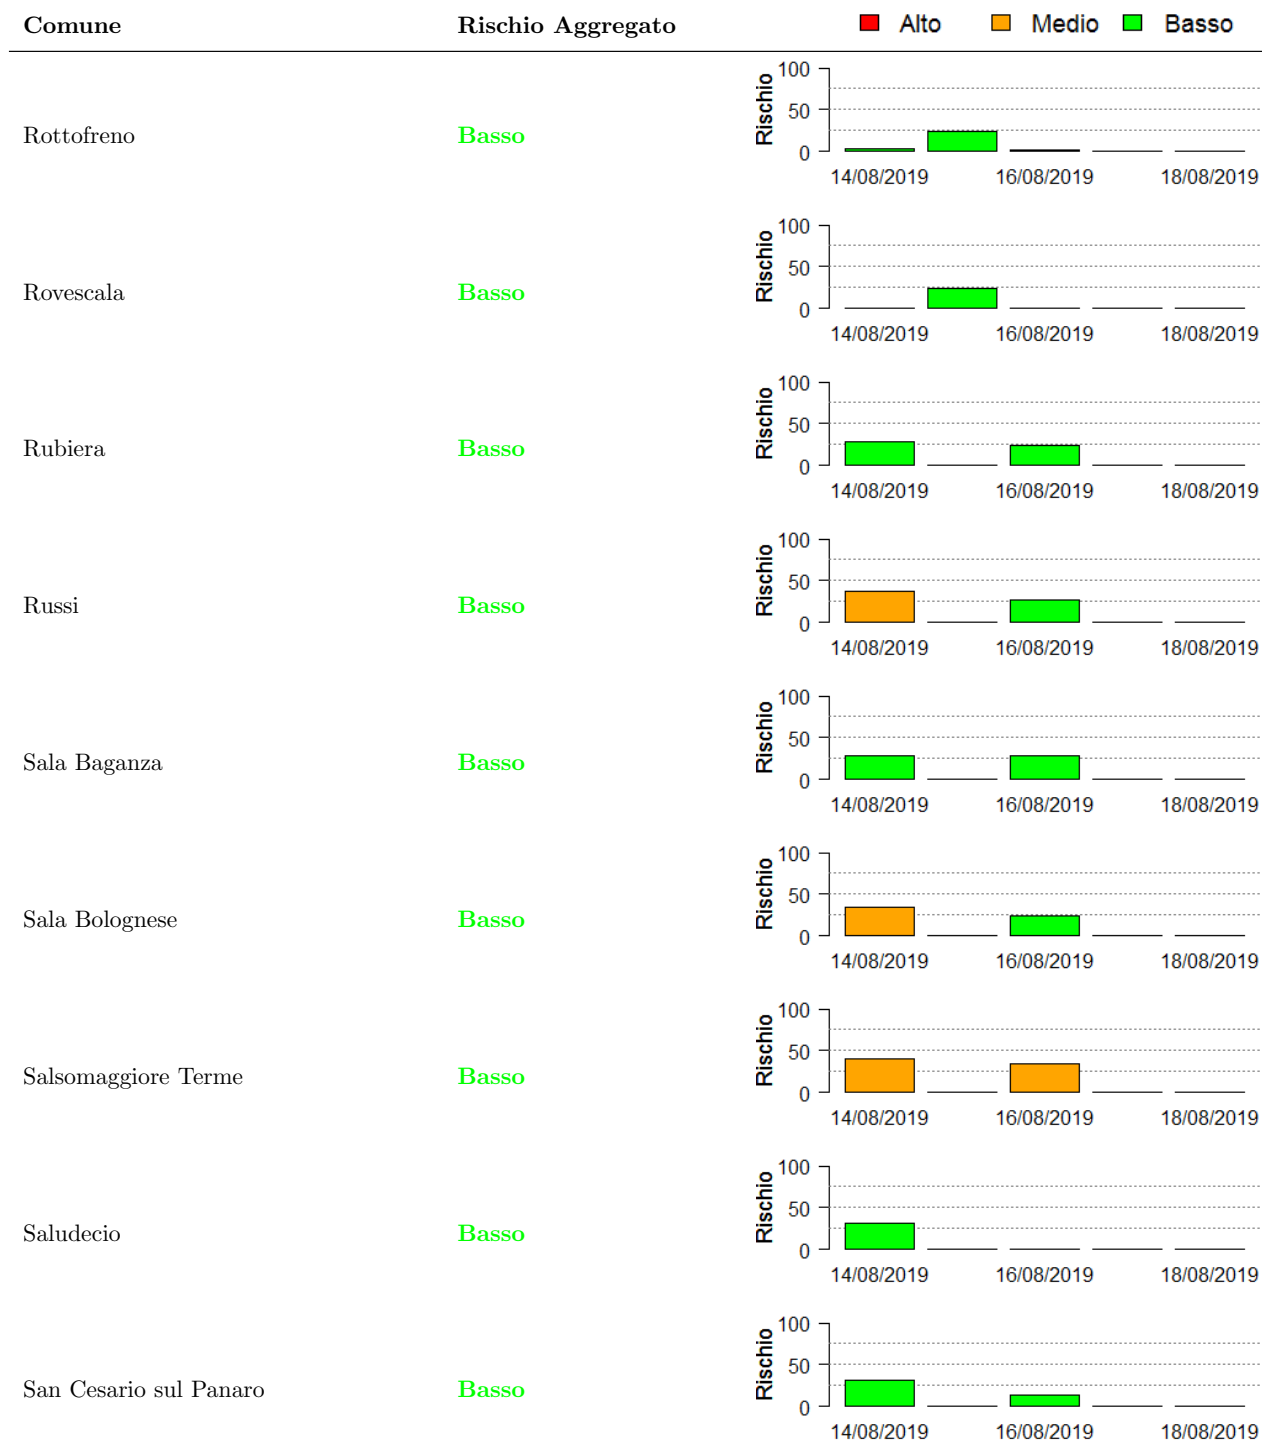 Comune Rischio Aggregato Alto Medio Basso
100
50
0
Rischio
Rottofreno Basso
14/08/2019 16/08/2019 18/08/2019
100
50
0
Rischio
Rovescala Basso
14/08/2019 16/08/2019 18/08/2019
100
50
0
Rischio
Rubiera Basso
14/08/2019 16/08/2019 18/08/2019
100
50
0
Rischio
Russi Basso
14/08/2019 16/08/2019 18/08/2019
100
50
0
Rischio
Sala Baganza Basso
14/08/2019 16/08/2019 18/08/2019
100
50
0
Rischio
Sala Bolognese Basso
14/08/2019 16/08/2019 18/08/2019
100
50
0
Rischio
Salsomaggiore Terme Basso
14/08/2019 16/08/2019 18/08/2019
100
50
0
Rischio
Saludecio Basso
14/08/2019 16/08/2019 18/08/2019
100
50
0
Rischio
San Cesario sul Panaro Basso
14/08/2019 16/08/2019 18/08/2019